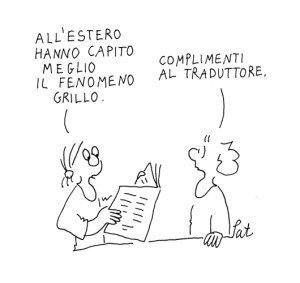 ALL'ESTERO
HANNO CAPITO
MEGLIO
IL FENOMENO
GRILLO.
COMPLIMENTI
AL TRADUTTORE.
Pat